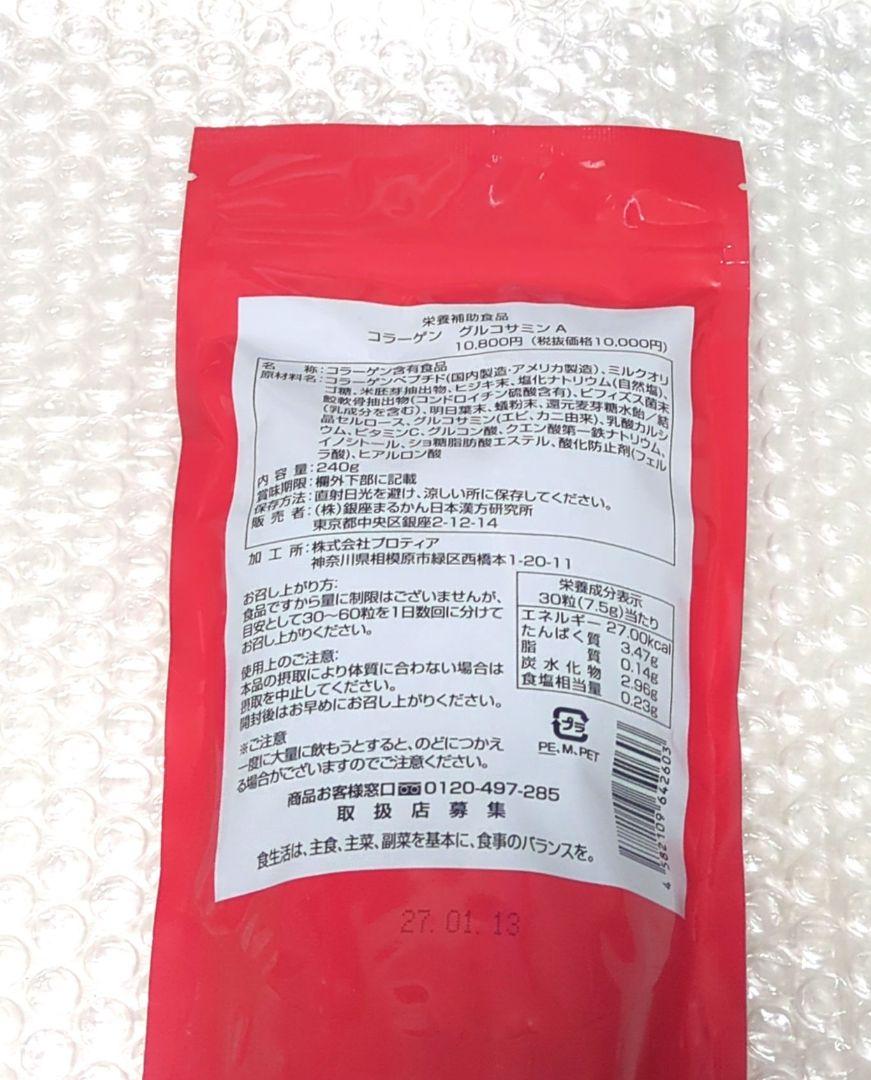 栄養補助食品
コラーゲン グルコサミンA
10,800円(税抜価格10,000円)
名称:コラーゲン含有食品
原材料名:コラーゲンペプチド(国内製造・アメリカ製造)、ミルクオリ
ゴ糖、米胚芽抽出物、ヒジキ末、塩化ナトリウム(自然塩)、
鮫軟骨抽出物(コンドロイチン硫酸含有)、ビフィズス菌末
(乳成分を含む)、明日葉末、蟻粉末、還元麦芽糖水飴/結
晶セルロース、グルコサミン(エビ、カニ由来)、乳酸カルシ
ウム、ビタミンC、グルコン酸、クエン酸第一鉄ナトリウム、
イノシトール、ショ糖脂肪酸エステル、酸化防止剤(フェル
ラ酸)、ヒアルロン酸
内容量:240g
賞味期限:欄外下部に記載
保存方法:直射日光を避け、涼しい所に保存してください。
販売者:(株)銀座まるかん日本漢方研究所
東京都中央区銀座2-12-14
加工所:株式会社プロティア
神奈川県相模原市緑区西橋本1-20-11
お召し上がり方:
食品ですから量に制限はございませんが、
目安として30~60粒を1日数回に分けて
お召し上がりください。
使用上のご注意:
本品の摂取により体質に合わない場合は
摂取を中止してください。
開封後はお早めにお召し上がりください。
※ご注意
一度に大量に飲もうとすると、のどにつかえ
る場合がございますのでご注意ください。
栄養成分表示
30粒(7.5g)当たり
エネルギー 27.00kcal
たんぱく質 3.47g
脂質 0.14g
炭水化物 2.96g
食塩相当量 0.23g
プラ
PE.M.PET
商品お客様窓口 0120-497-285
取扱店募集
食生活は、主食、主菜、副菜を基本に、食事のバランスを。
4582109642603
27.01.13